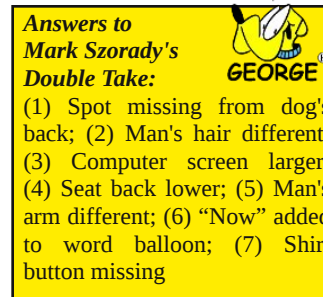 Answers to
Mark Szorady's
Double Take:
GEORGE
(1) Spot missing from dog's
back; (2) Man's hair different
(3) Computer screen larger
(4) Seat back lower; (5) Man's
arm different; (6) “Now” added
to word balloon; (7) Shir
button missing